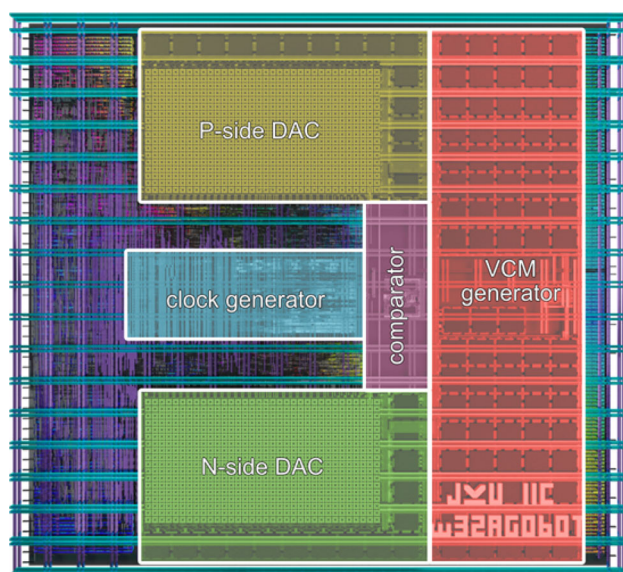 P-side DAC
clock generator
comparator
VCM
generator
N-side DAC
JKU IIC